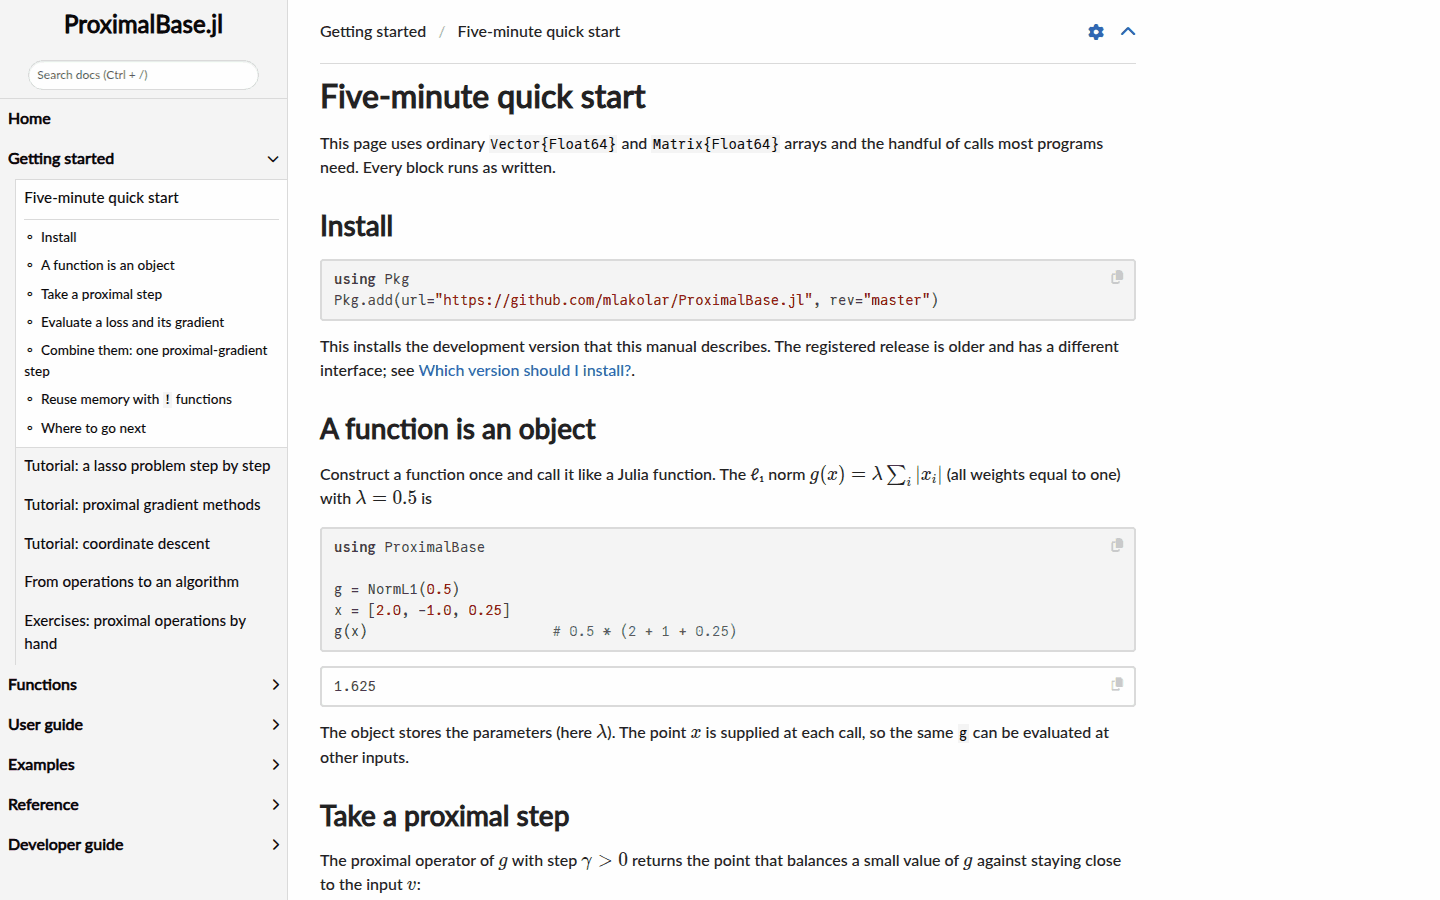 ProximalBase.jl
Search docs (Ctrl + /)
Home
Getting started
Five-minute quick start
Install
A function is an object
Take a proximal step
Evaluate a loss and its gradient
Combine them: one proximal-gradient
step
Reuse memory with ! functions
Where to go next
Tutorial: a lasso problem step by step
Tutorial: proximal gradient methods
Tutorial: coordinate descent
From operations to an algorithm
Exercises: proximal operations by
hand
Functions
User guide
Examples
Reference
Developer guide
Getting started / Five-minute quick start
Five-minute quick start
This page uses ordinary Vector{Float64} and Matrix{Float64} arrays and the handful of calls most programs
need. Every block runs as written.
Install
using Pkg
Pkg.add(url="https://github.com/mlakolar/ProximalBase.jl", rev="master")
This installs the development version that this manual describes. The registered release is older and has a different
interface; see Which version should I install?.
A function is an object
Construct a function once and call it like a Julia function. The ℓ₁ norm g(x) = λ ∑ᵢ |xᵢ| (all weights equal to one)
with λ = 0.5 is
using ProximalBase
g = NormL1(0.5)
x = [2.0, -1.0, 0.25]
g(x) # 0.5 * (2 + 1 + 0.25)
1.625
The object stores the parameters (here λ). The point x is supplied at each call, so the same g can be evaluated at
other inputs.
Take a proximal step
The proximal operator of g with step γ > 0 returns the point that balances a small value of g against staying close
to the input v: